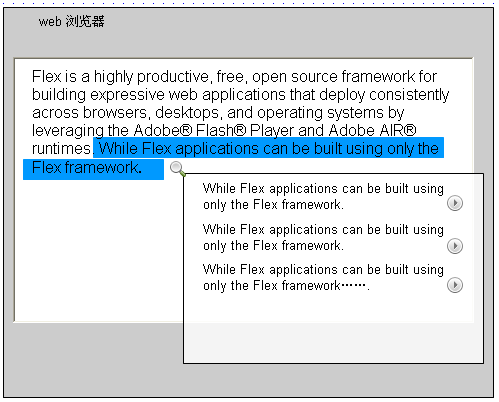 web 浏览器
Flex is a highly productive, free, open source framework for
building expressive web applications that deploy consistently
across browsers, desktops, and operating systems by
leveraging the Adobe® Flash® Player and Adobe AIR®
runtimes. While Flex applications can be built using only the
Flex framework.
While Flex applications can be built using
only the Flex framework.
While Flex applications can be built using
only the Flex framework.
While Flex applications can be built using
only the Flex framework…….